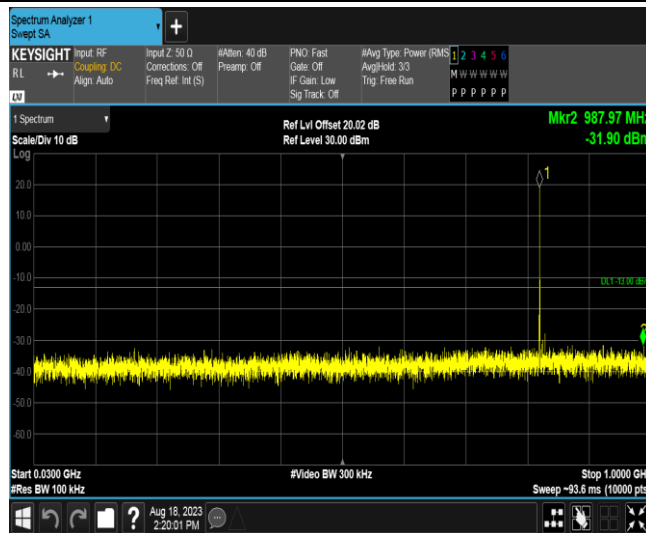 Spectrum Analyzer 1
Swept SA
+
KEYSIGHT
RL
Input: RF
Coupling: DC
Align: Auto
Input Z: 50 Ω
Corrections: Off
Freq Ref: Int (S)
#Atten: 40 dB
Preamp: Off
PNO: Fast
Gate: Off
IF Gain: Low
Sig Track: Off
#Avg Type: Power (RMS
Avg|Hold: 3/3
Trig: Free Run
1 2 3 4 5 6
M W W W W W
P P P P P P
1 Spectrum
Scale/Div 10 dB
Ref Lvl Offset 20.02 dB
Ref Level 30.00 dBm
Mkr2 987.97 MHz
-31.90 dBm
Log
1
20.0
10.0
0.00
-10.0
DL1 -13.00 dBm
-20.0
-30.0
-40.0
-50.0
-60.0
Start 0.0300 GHz
#Res BW 100 kHz
#Video BW 300 kHz
Stop 1.0000 GH
Sweep ~93.6 ms (10000 pts
?
Aug 18, 2023
2:20:01 PM